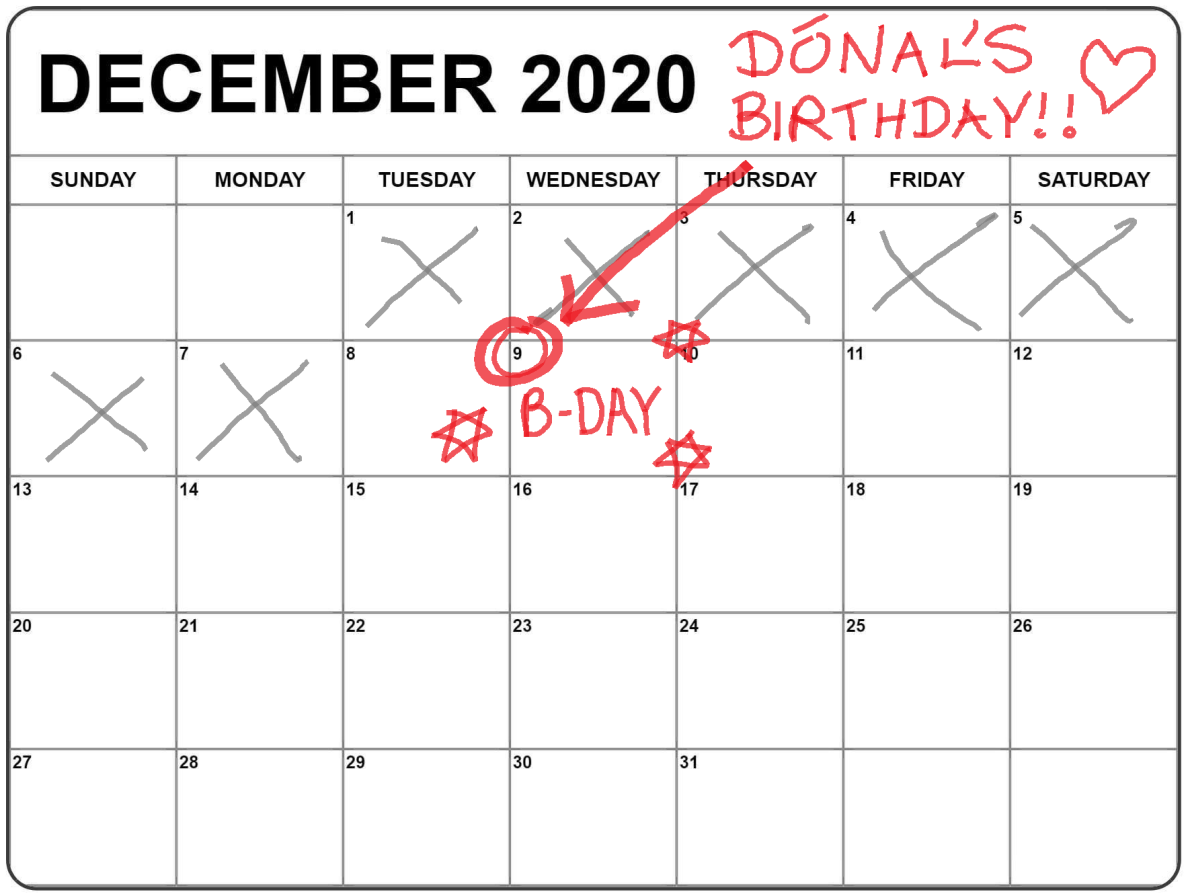 DECEMBER 2020
DÓNAL'S
BIRTHDAY!!
SUNDAY MONDAY TUESDAY WEDNESDAY THURSDAY FRIDAY SATURDAY
1 2 3 4 5
6 7 8 9 10 11 12
B-DAY
13 14 15 16 17 18 19
20 21 22 23 24 25 26
27 28 29 30 31